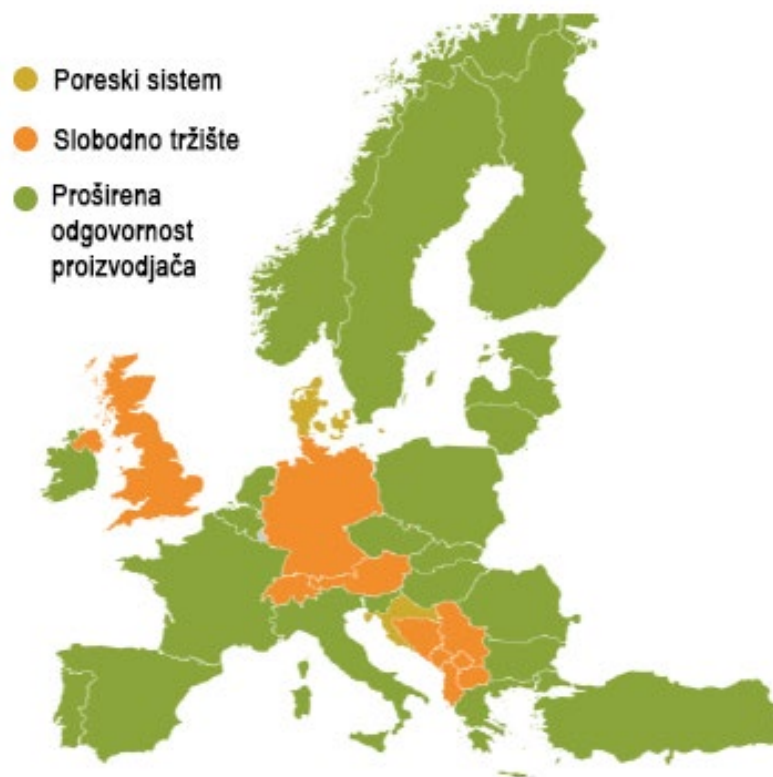 Poreski sistem
Slobodno tržište
Proširena
odgovornost
proizvodjača